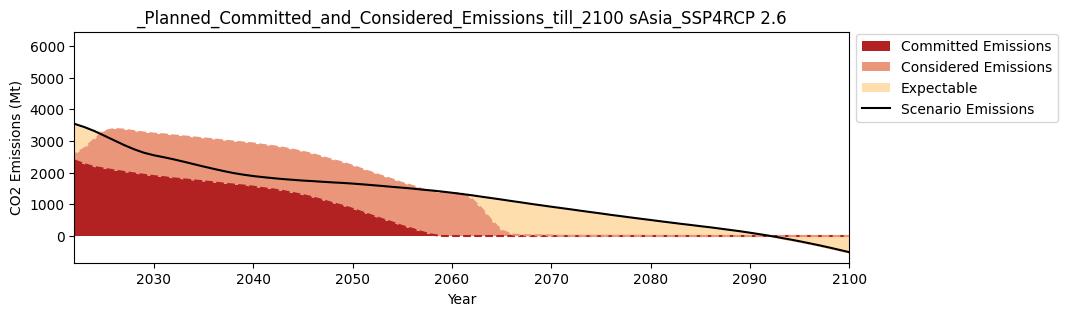 _Planned_Committed_and_Considered_Emissions_till_2100 sAsia_SSP4RCP 2.6
Committed Emissions
Considered Emissions
Expectable
Scenario Emissions
CO2 Emissions (Mt)
6000
5000
4000
3000
2000
1000
0
2030 2040 2050 2060 2070 2080 2090 2100
Year